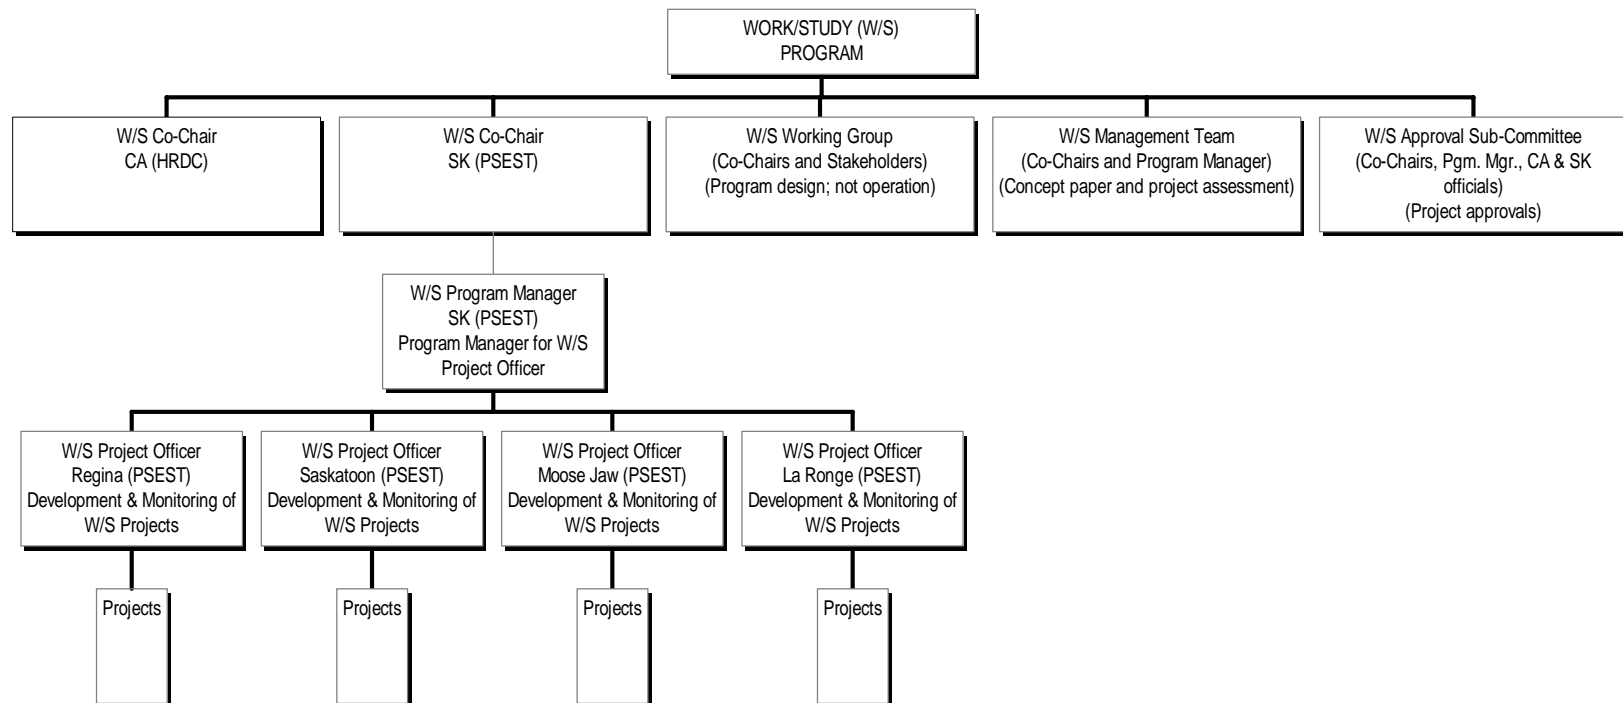 WORK/STUDY (W/S)
PROGRAM
W/S Co-Chair
CA (HRDC)
W/S Co-Chair
SK (PSEST)
W/S Working Group
(Co-Chairs and Stakeholders)
(Program design; not operation)
W/S Management Team
(Co-Chairs and Program Manager)
(Concept paper and project assessment)
W/S Approval Sub-Committee
(Co-Chairs, Pgm. Mgr., CA & SK
officials)
(Project approvals)
W/S Program Manager
SK (PSEST)
Program Manager for W/S
Project Officer
W/S Project Officer
Regina (PSEST)
Development & Monitoring of
W/S Projects
W/S Project Officer
Saskatoon (PSEST)
Development & Monitoring of
W/S Projects
W/S Project Officer
Moose Jaw (PSEST)
Development & Monitoring of
W/S Projects
W/S Project Officer
La Ronge (PSEST)
Development & Monitoring of
W/S Projects
Projects
Projects
Projects
Projects